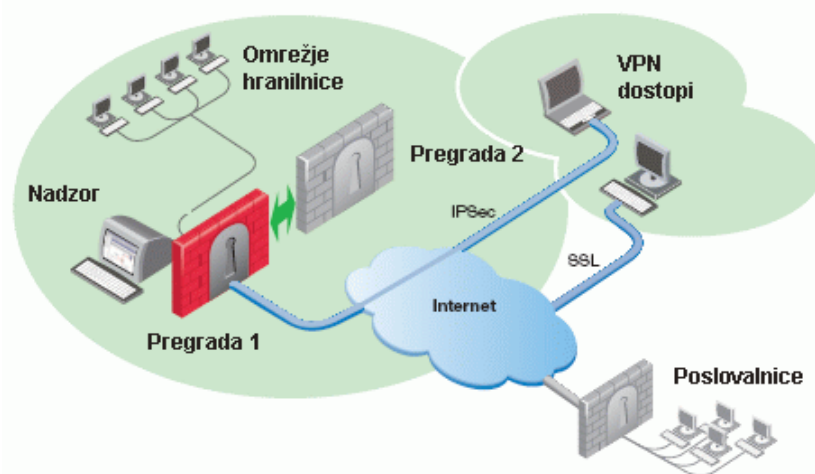 Omrežje
hranilnice
VPN
dostopi
Pregrada 2
Nadzor
IPSec
SSL
Internet
Pregrada 1
Poslovalnice